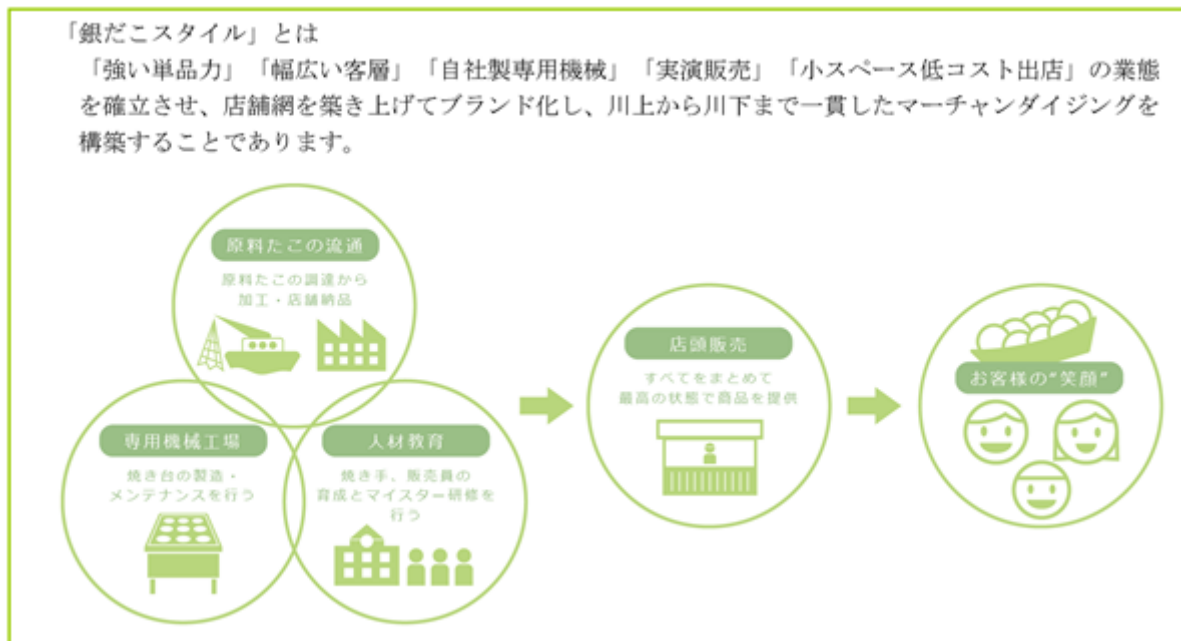 「銀だこスタイル」とは
「強い単品力」「幅広い客層」「自社製専用機械」「実演販売」「小スペース低コスト出店」の業態
を確立させ、店舗網を築き上げてブランド化し、川上から川下まで一貫したマーチャンダイジングを
構築することであります。
原料たこの流通
原料たこの調達から
加工・店舗納品
専用機械工場
焼き台の製造・
メンテナンスを行う
人材教育
焼き手、販売員の
育成とマイスター研修を
行う
店頭販売
すべてをまとめて
最高の状態で商品を提供
お客様の"笑顔"